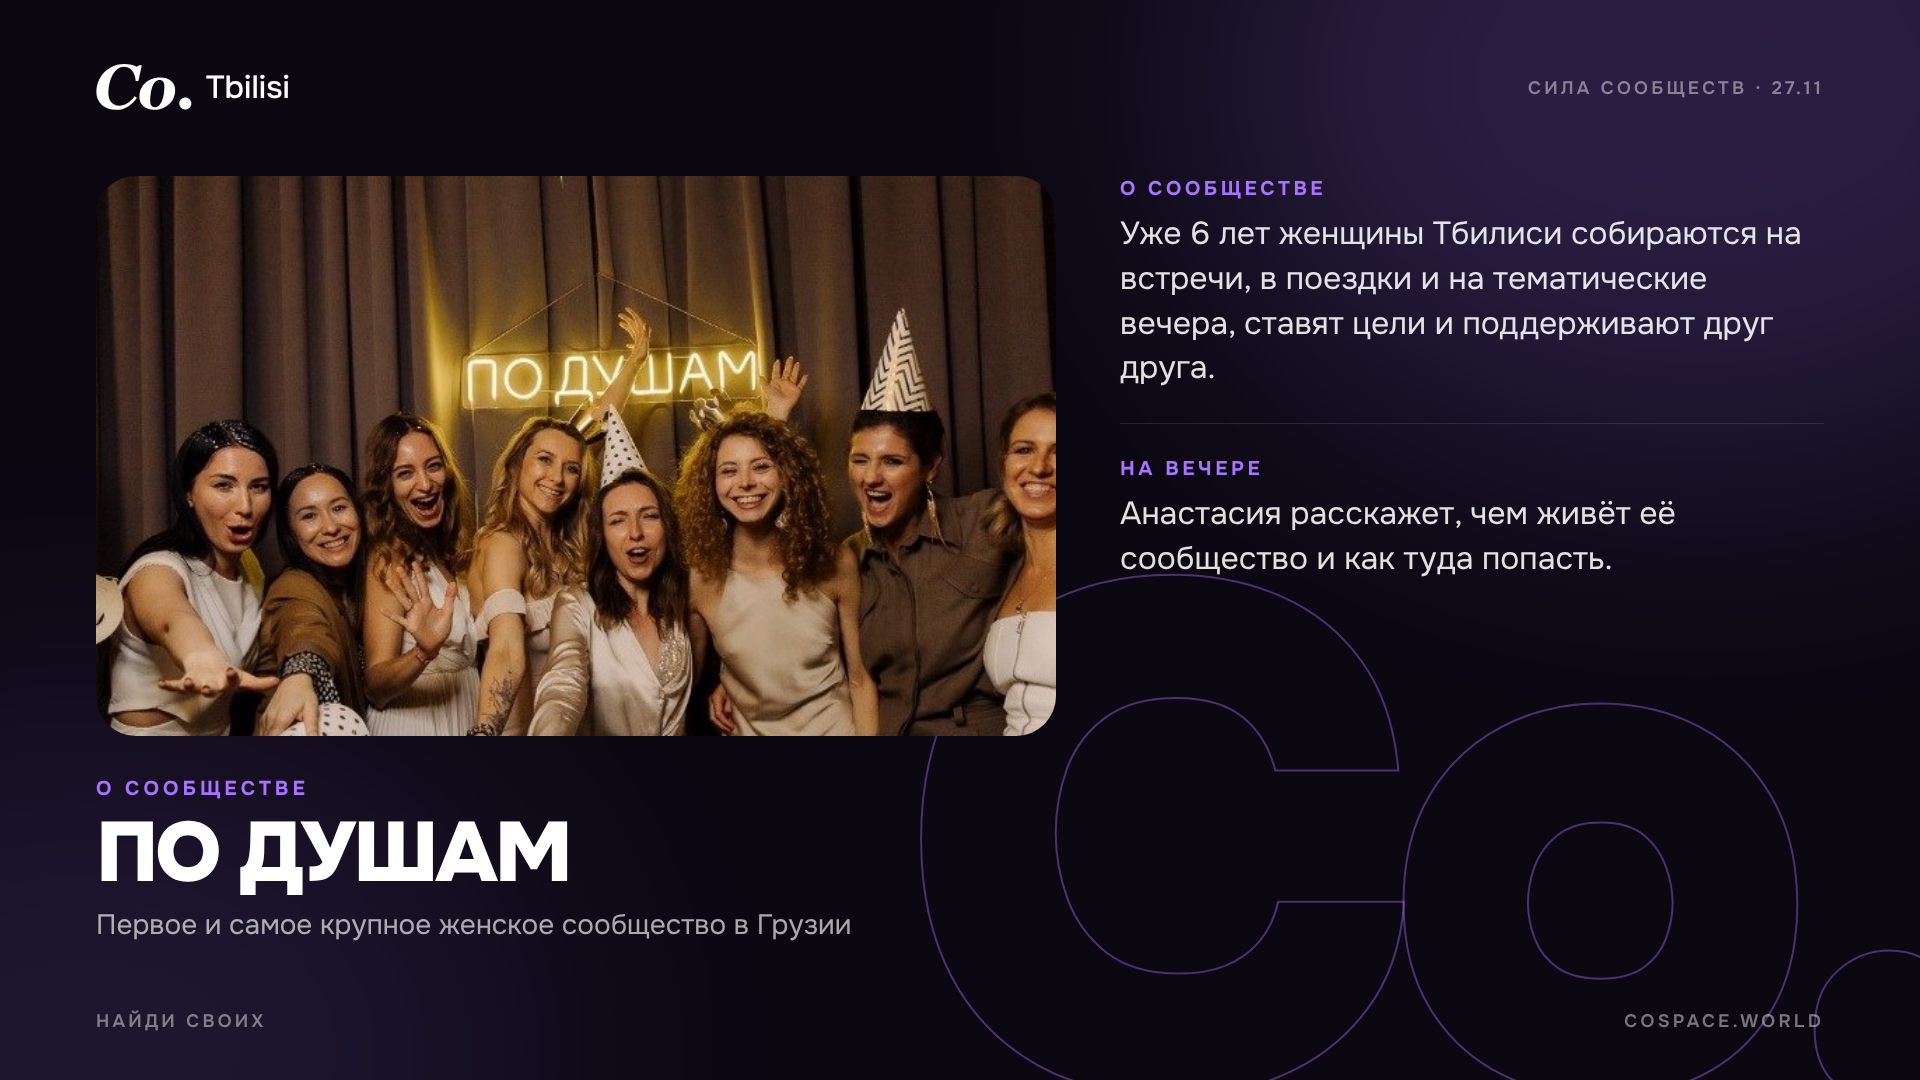 Co. Tbilisi
СИЛА СООБЩЕСТВ · 27.11
ПО ДУШАМ
О СООБЩЕСТВЕ
Уже 6 лет женщины Тбилиси собираются на
встречи, в поездки и на тематические
вечера, ставят цели и поддерживают друг
друга.
НА ВЕЧЕРЕ
Анастасия расскажет, чем живёт её
сообщество и как туда попасть.
О СООБЩЕСТВЕ
ПО ДУШАМ
Первое и самое крупное женское сообщество в Грузии
Co.
НАЙДИ СВОИХ
COSPACE.WORLD